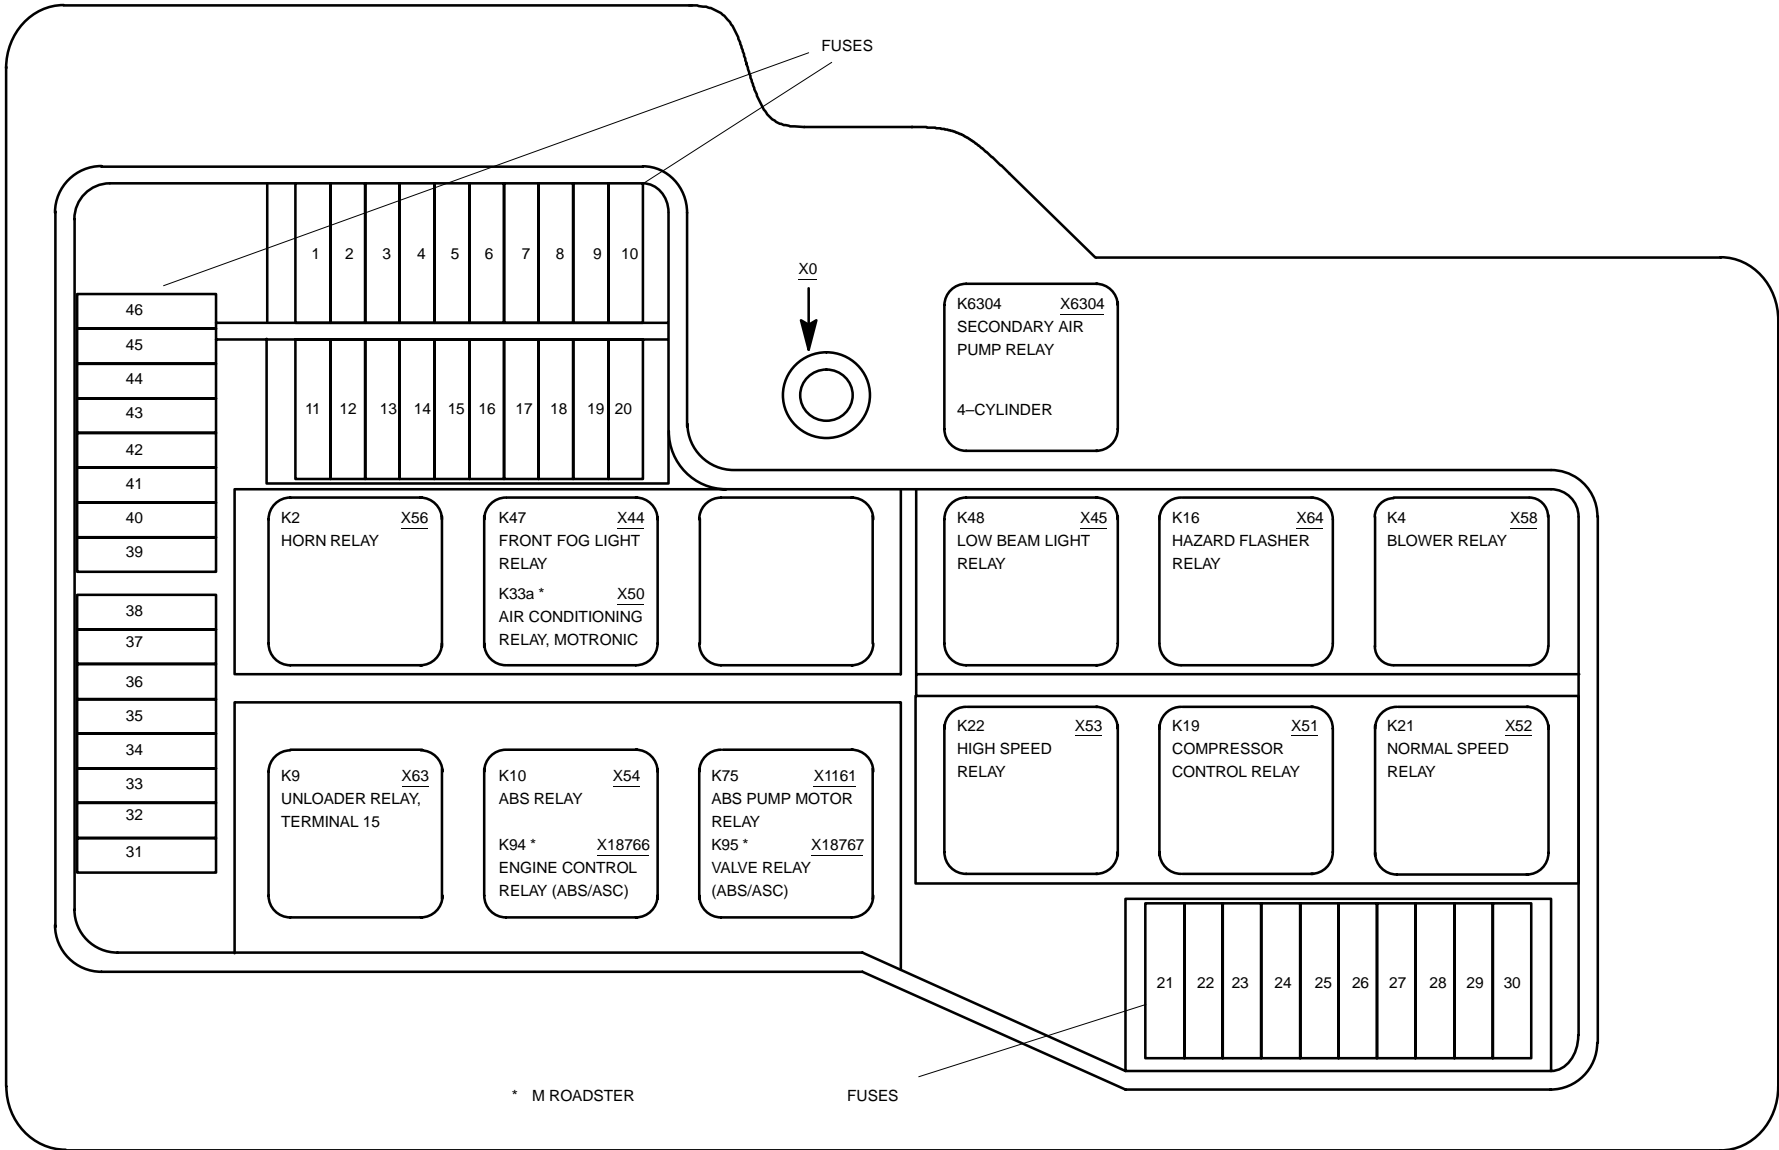 FUSES
1 2 3 4 5 6 7 8 9 10
X0
46
45
44
43
42
41
40
39
38
37
36
35
34
33
32
31
11 12 13 14 15 16 17 18 19 20
K6304 X6304
SECONDARY AIR
PUMP RELAY
4–CYLINDER
K2 X56
HORN RELAY
K47 X44
FRONT FOG LIGHT
RELAY
K33a * X50
AIR CONDITIONING
RELAY, MOTRONIC
K48 X45
LOW BEAM LIGHT
RELAY
K16 X64
HAZARD FLASHER
RELAY
K4 X58
BLOWER RELAY
K9 X63
UNLOADER RELAY,
TERMINAL 15
K10 X54
ABS RELAY
K94 * X18766
ENGINE CONTROL
RELAY (ABS/ASC)
K75 X1161
ABS PUMP MOTOR
RELAY
K95 * X18767
VALVE RELAY
(ABS/ASC)
K22 X53
HIGH SPEED
RELAY
K19 X51
COMPRESSOR
CONTROL RELAY
K21 X52
NORMAL SPEED
RELAY
21 22 23 24 25 26 27 28 29 30
* M ROADSTER
FUSES